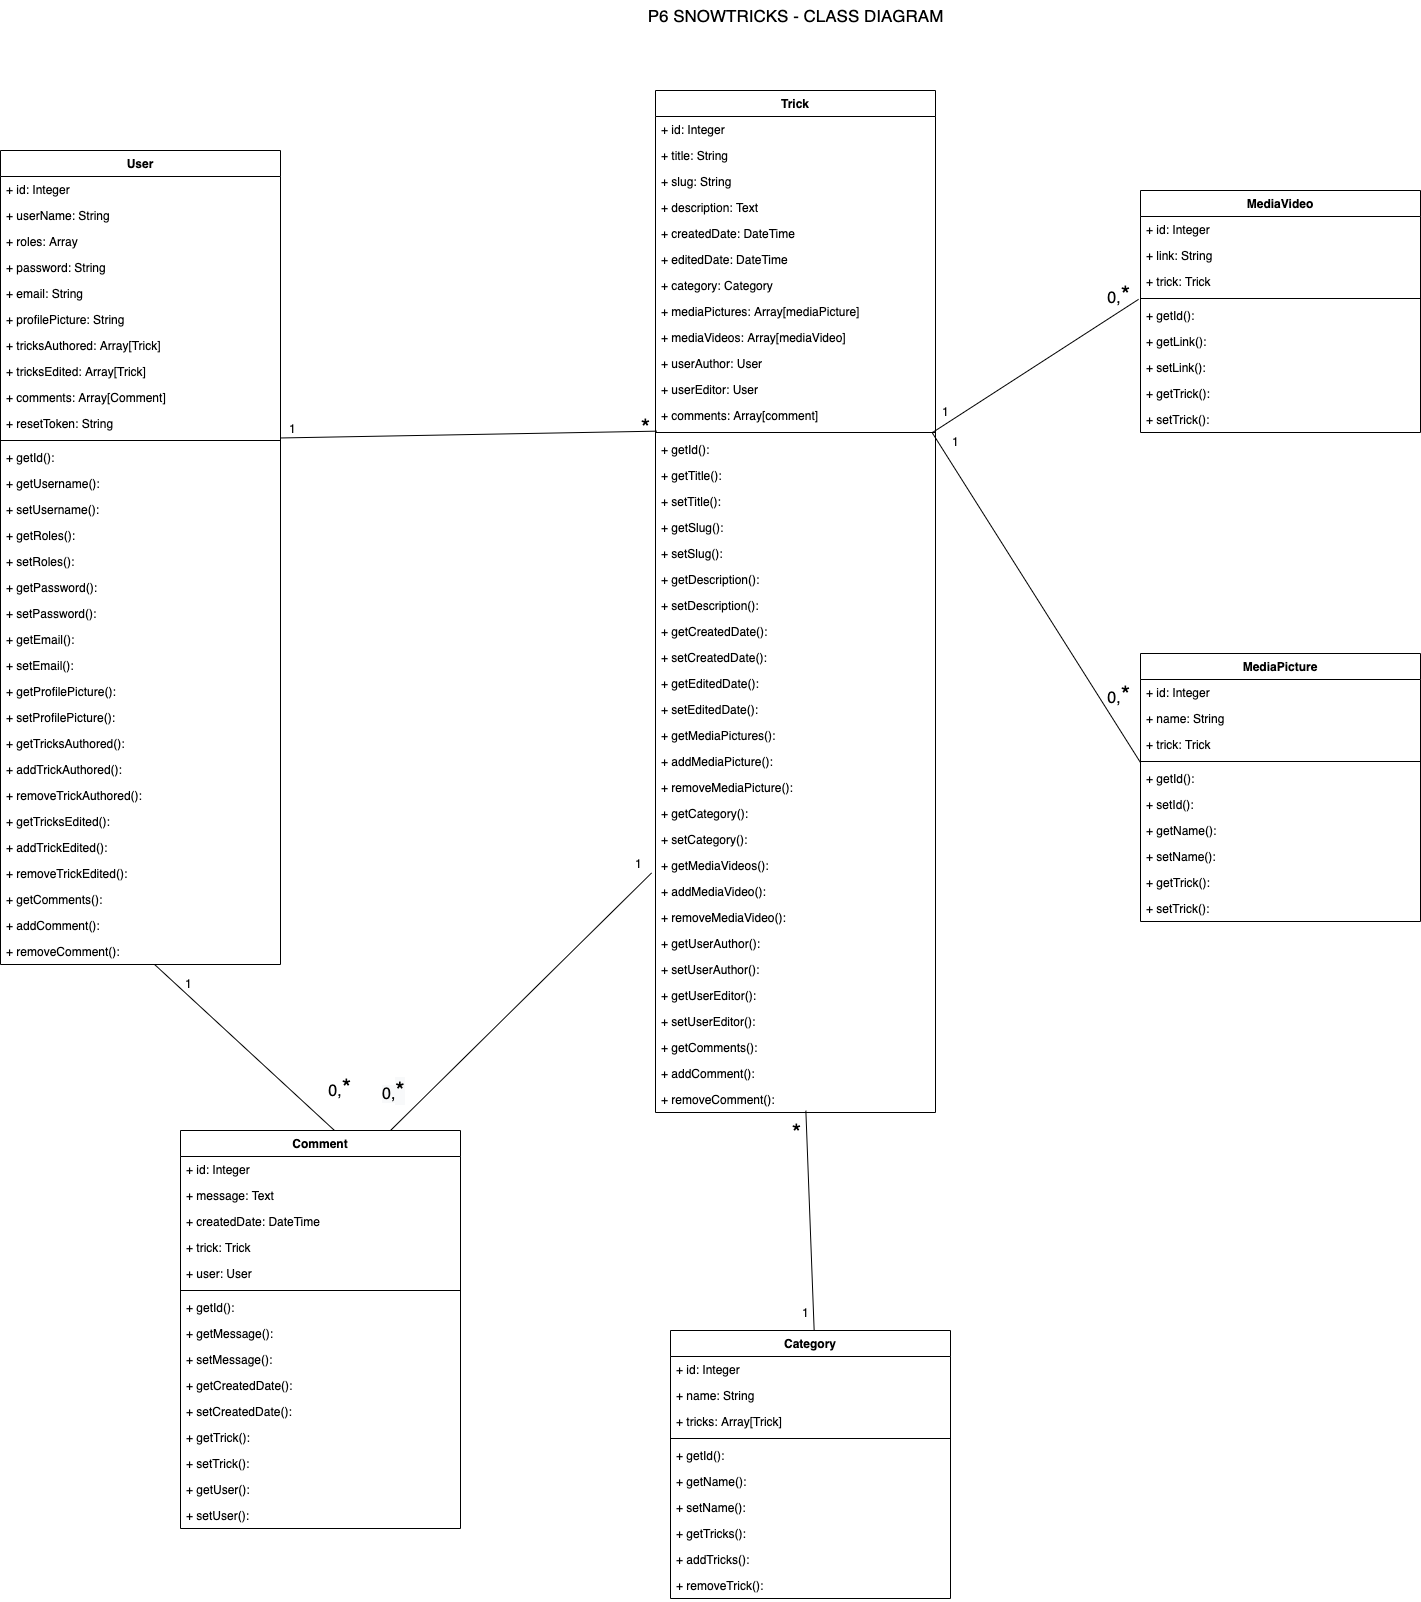 P6 SNOWTRICKS - CLASS DIAGRAM
User
+ id: Integer
+ userName: String
+ roles: Array
+ password: String
+ email: String
+ profilePicture: String
+ tricksAuthored: Array[Trick]
+ tricksEdited: Array[Trick]
+ comments: Array[Comment]
+ resetToken: String
+ getId():
+ getUsername():
+ setUsername():
+ getRoles():
+ setRoles():
+ getPassword():
+ setPassword():
+ getEmail():
+ setEmail():
+ getProfilePicture():
+ setProfilePicture():
+ getTricksAuthored():
+ addTrickAuthored():
+ removeTrickAuthored():
+ getTricksEdited():
+ addTrickEdited():
+ removeTrickEdited():
+ getComments():
+ addComment():
+ removeComment():
1
*
1
0,*
Trick
+ id: Integer
+ title: String
+ slug: String
+ description: Text
+ createdDate: DateTime
+ editedDate: DateTime
+ category: Category
+ mediaPictures: Array[mediaPicture]
+ mediaVideos: Array[mediaVideo]
+ userAuthor: User
+ userEditor: User
+ comments: Array[comment]
+ getId():
+ getTitle():
+ setTitle():
+ getSlug():
+ setSlug():
+ getDescription():
+ setDescription():
+ getCreatedDate():
+ setCreatedDate():
+ getEditedDate():
+ setEditedDate():
+ getMediaPictures():
+ addMediaPicture():
+ removeMediaPicture():
+ getCategory():
+ setCategory():
+ getMediaVideos():
+ addMediaVideo():
+ removeMediaVideo():
+ getUserAuthor():
+ setUserAuthor():
+ getUserEditor():
+ setUserEditor():
+ getComments():
+ addComment():
+ removeComment():
1
0,*
1
0,*
1
0,*
*
1
MediaVideo
+ id: Integer
+ link: String
+ trick: Trick
+ getId():
+ getLink():
+ setLink():
+ getTrick():
+ setTrick():
MediaPicture
+ id: Integer
+ name: String
+ trick: Trick
+ getId():
+ setId():
+ getName():
+ setName():
+ getTrick():
+ setTrick():
Comment
+ id: Integer
+ message: Text
+ createdDate: DateTime
+ trick: Trick
+ user: User
+ getId():
+ getMessage():
+ setMessage():
+ getCreatedDate():
+ setCreatedDate():
+ getTrick():
+ setTrick():
+ getUser():
+ setUser():
Category
+ id: Integer
+ name: String
+ tricks: Array[Trick]
+ getId():
+ getName():
+ setName():
+ getTricks():
+ addTricks():
+ removeTrick():